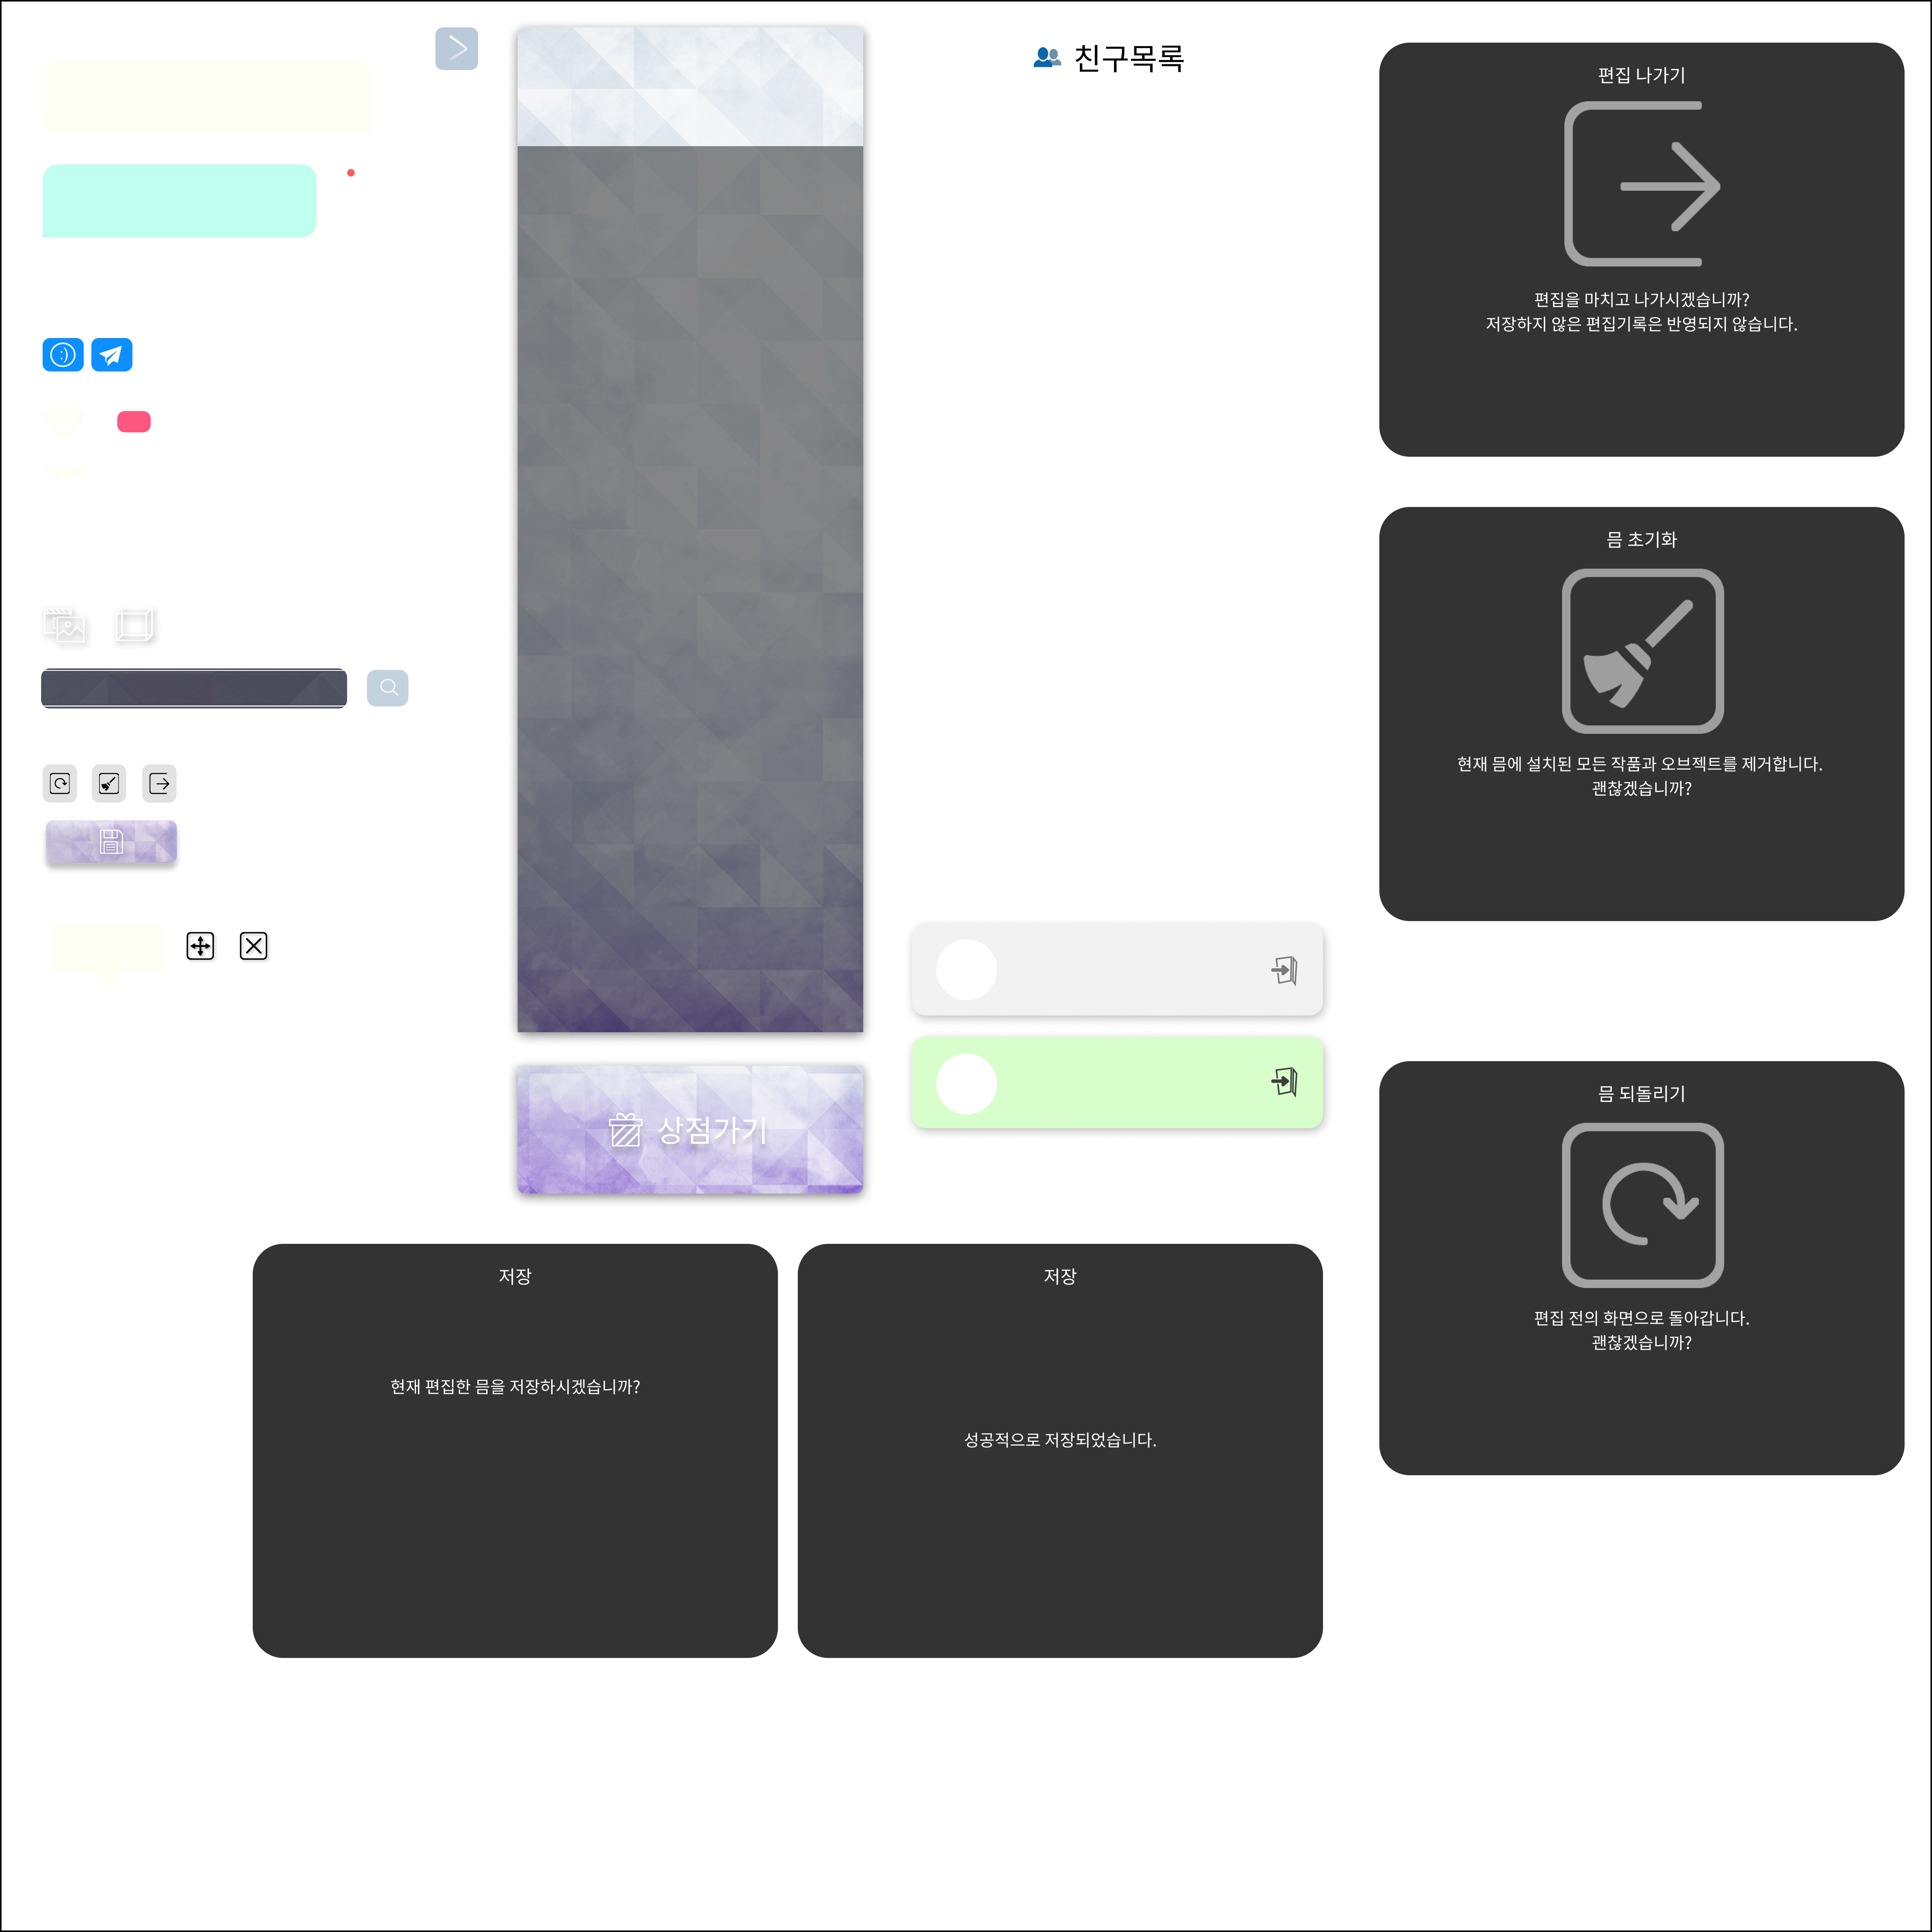 친구목록
편집 나가기
편집을 마치고 나가시겠습니까?
저장하지 않은 편집기록은 반영되지 않습니다.
믐 초기화
현재 믐에 설치된 모든 작품과 오브젝트를 제거합니다.
괜찮겠습니까?
상점가기
믐 되돌리기
편집 전의 화면으로 돌아갑니다.
괜찮겠습니까?
저장
현재 편집한 믐을 저장하시겠습니까?
저장
성공적으로 저장되었습니다.